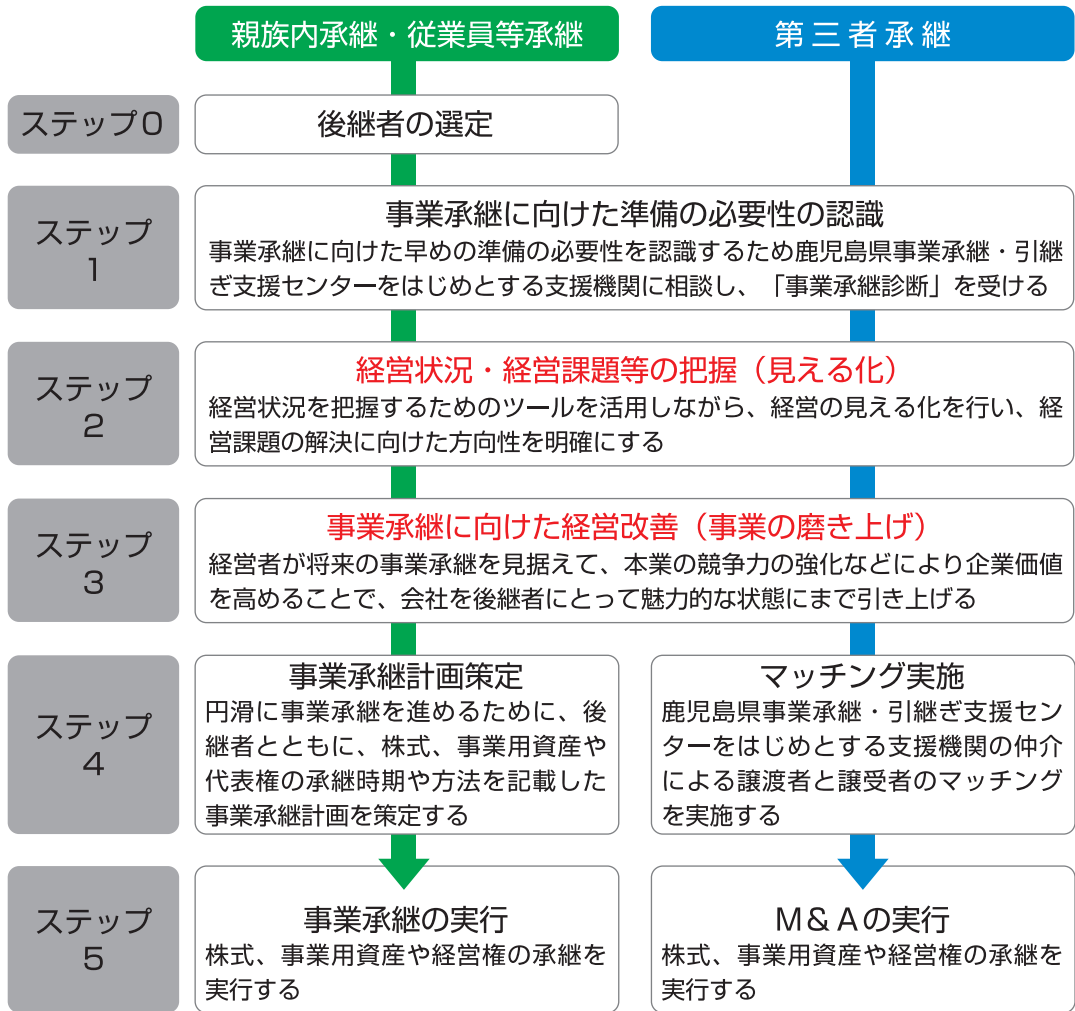 親族内承継・従業員等承継
第三者承継
ステップ0
後継者の選定
ステップ
1
事業承継に向けた準備の必要性の認識
事業承継に向けた早めの準備の必要性を認識するため鹿児島県事業承継・引継
ぎ支援センターをはじめとする支援機関に相談し、「事業承継診断」を受ける
ステップ
2
経営状況・経営課題等の把握（見える化）
経営状況を把握するためのツールを活用しながら、経営の見える化を行い、経
営課題の解決に向けた方向性を明確にする
ステップ
3
事業承継に向けた経営改善（事業の磨き上げ）
経営者が将来の事業承継を見据えて、本業の競争力の強化などにより企業価値
を高めることで、会社を後継者にとって魅力的な状態にまで引き上げる
ステップ
4
事業承継計画策定
円滑に事業承継を進めるために、後
継者とともに、株式、事業用資産や
代表権の承継時期や方法を記載した
事業承継計画を策定する
マッチング実施
鹿児島県事業承継・引継ぎ支援セン
ターをはじめとする支援機関の仲介
による譲渡者と譲受者のマッチング
を実施する
ステップ
5
事業承継の実行
株式、事業用資産や経営権の承継を
実行する
M&Aの実行
株式、事業用資産や経営権の承継を
実行する